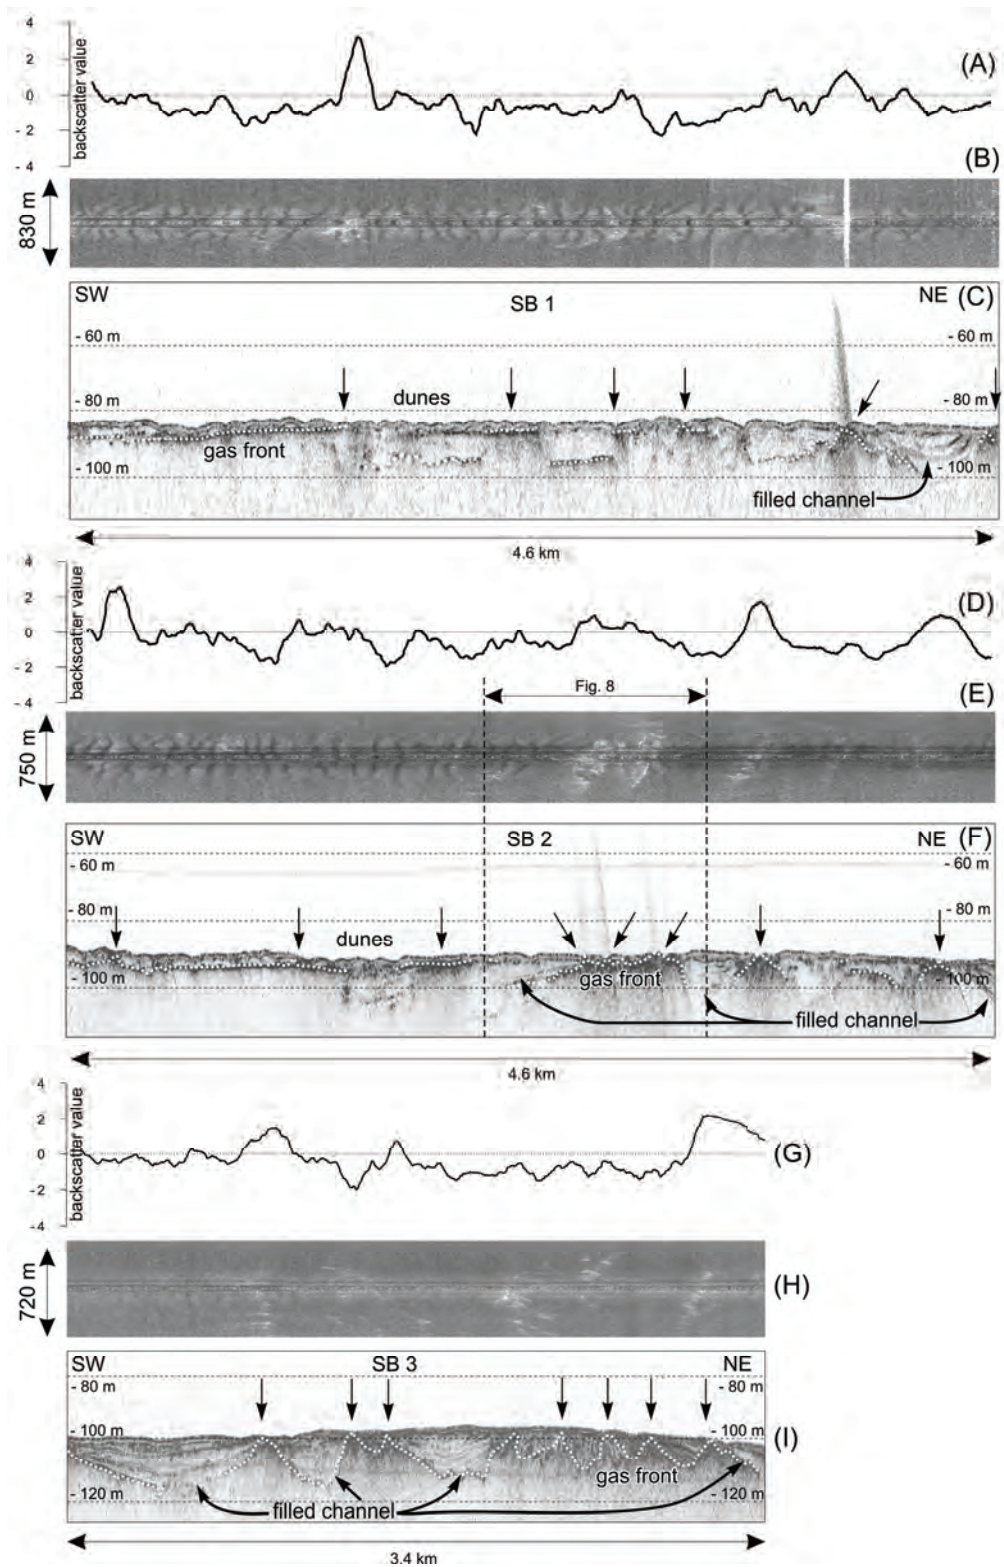 4
2
0
- 2
- 4
backscatter value
(A)
(B)
830 m
SW
SB 1
NE
(C)
- 60 m
- 60 m
- 80 m
dunes
- 80 m
gas front
- 100 m
- 100 m
filled channel
4.6 km
4
2
0
- 2
- 4
backscatter value
(D)
Fig. 8
(E)
750 m
SW
SB 2
NE
(F)
- 60 m
- 60 m
- 80 m
- 80 m
dunes
- 100 m
gas front
- 100 m
filled channel
4.6 km
4
2
0
- 2
- 4
backscatter value
(G)
720 m
(H)
SW
SB 3
NE
- 80 m
- 80 m
- 100 m
- 100 m
(I)
gas front
- 120 m
- 120 m
filled channel
3.4 km